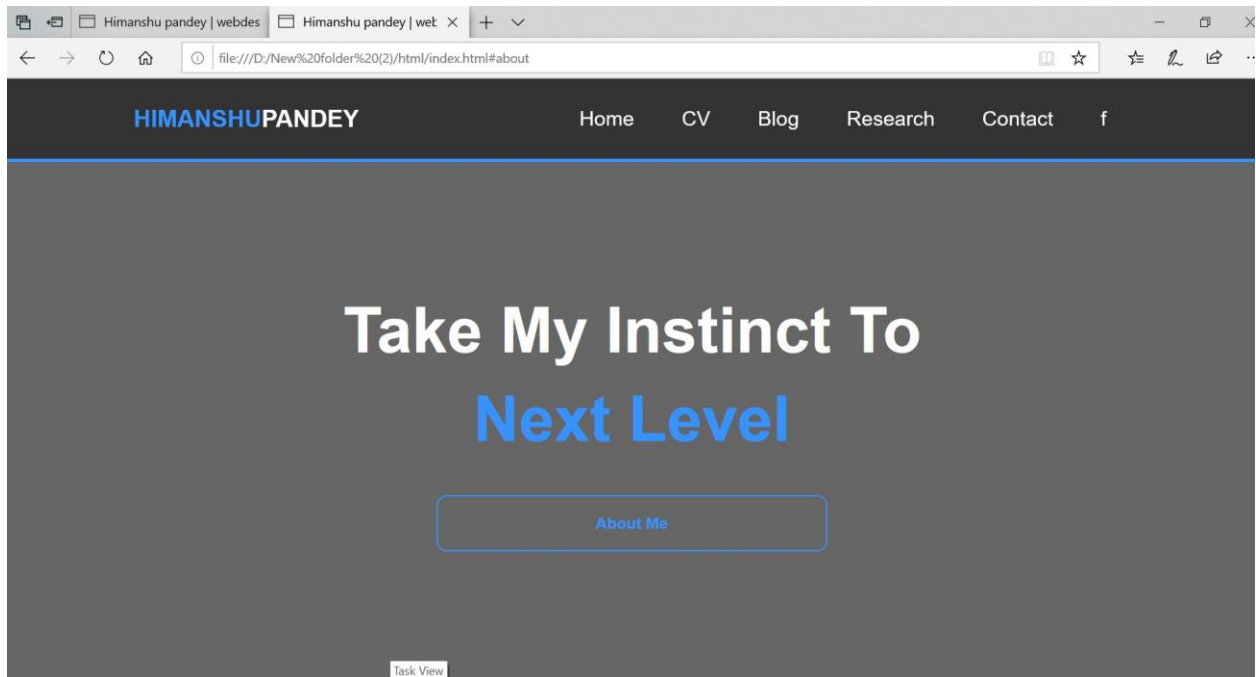 Himanshu pandey | webdes Himanshu pandey | wet
file:///D:/New%20folder%20(2)/html/index.html#about
HIMANSHUPANDEY Home CV Blog Research Contact f
Take My Instinct To
Next Level
About Me
Task View